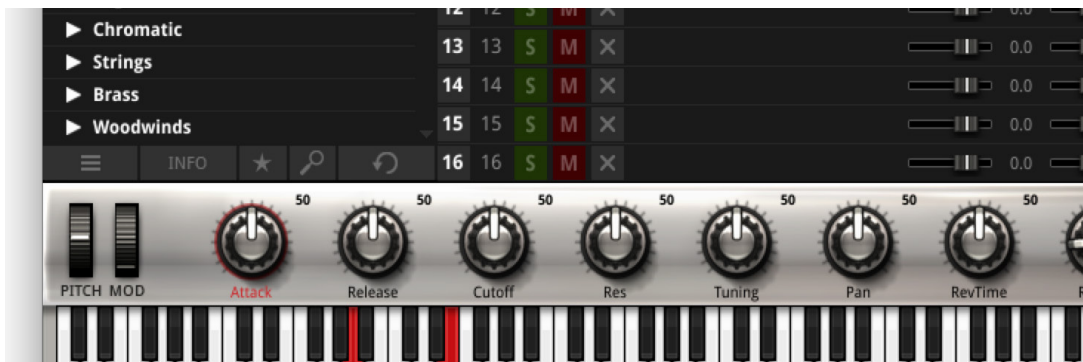 Chromatic
Strings
Brass
Woodwinds
INFO
12 12 S M 0.0
13 13 S M 0.0
14 14 S M 0.0
15 15 S M 0.0
16 16 S M 0.0
50 50 50 50 50 50 50
PITCH MOD Attack Release Cutoff Res Tuning Pan RevTime